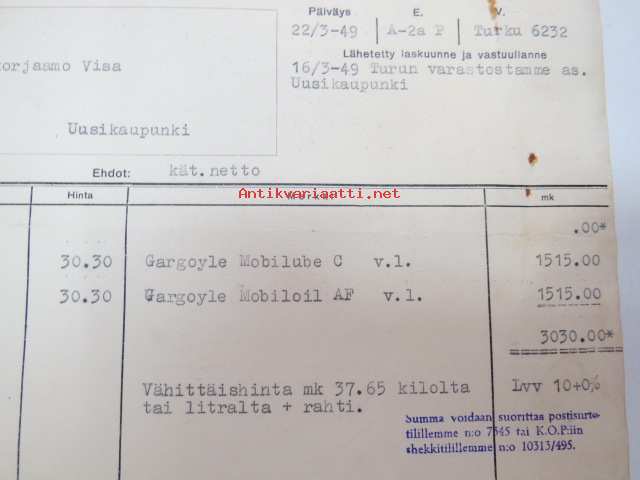 Päiväys E. V.
22/3-49 A-2a P Turku 6232
Lähetetty laskuunne ja vastuullanne
korjaamo Visa
16/3-49 Turun varastostamme as.
Uusikaupunki
Uusikaupunki
Ehdot: kät.netto
Antikvariaatti.net
Hinta mk
.00*
30.30 Gargoyle Mobilube C v.l. 1515.00
30.30 Gargoyle Mobiloil AF v.l. 1515.00
3030.00*
Vähittäishinta mk 37.65 kilolta Lvv 10+0%
tai litralta + rahti.
Summa voidaan suorittaa postisiirto-
tilillemme n:o 7545 tai K.O.P:iin
shekkitilillemme n:o 10313/495.